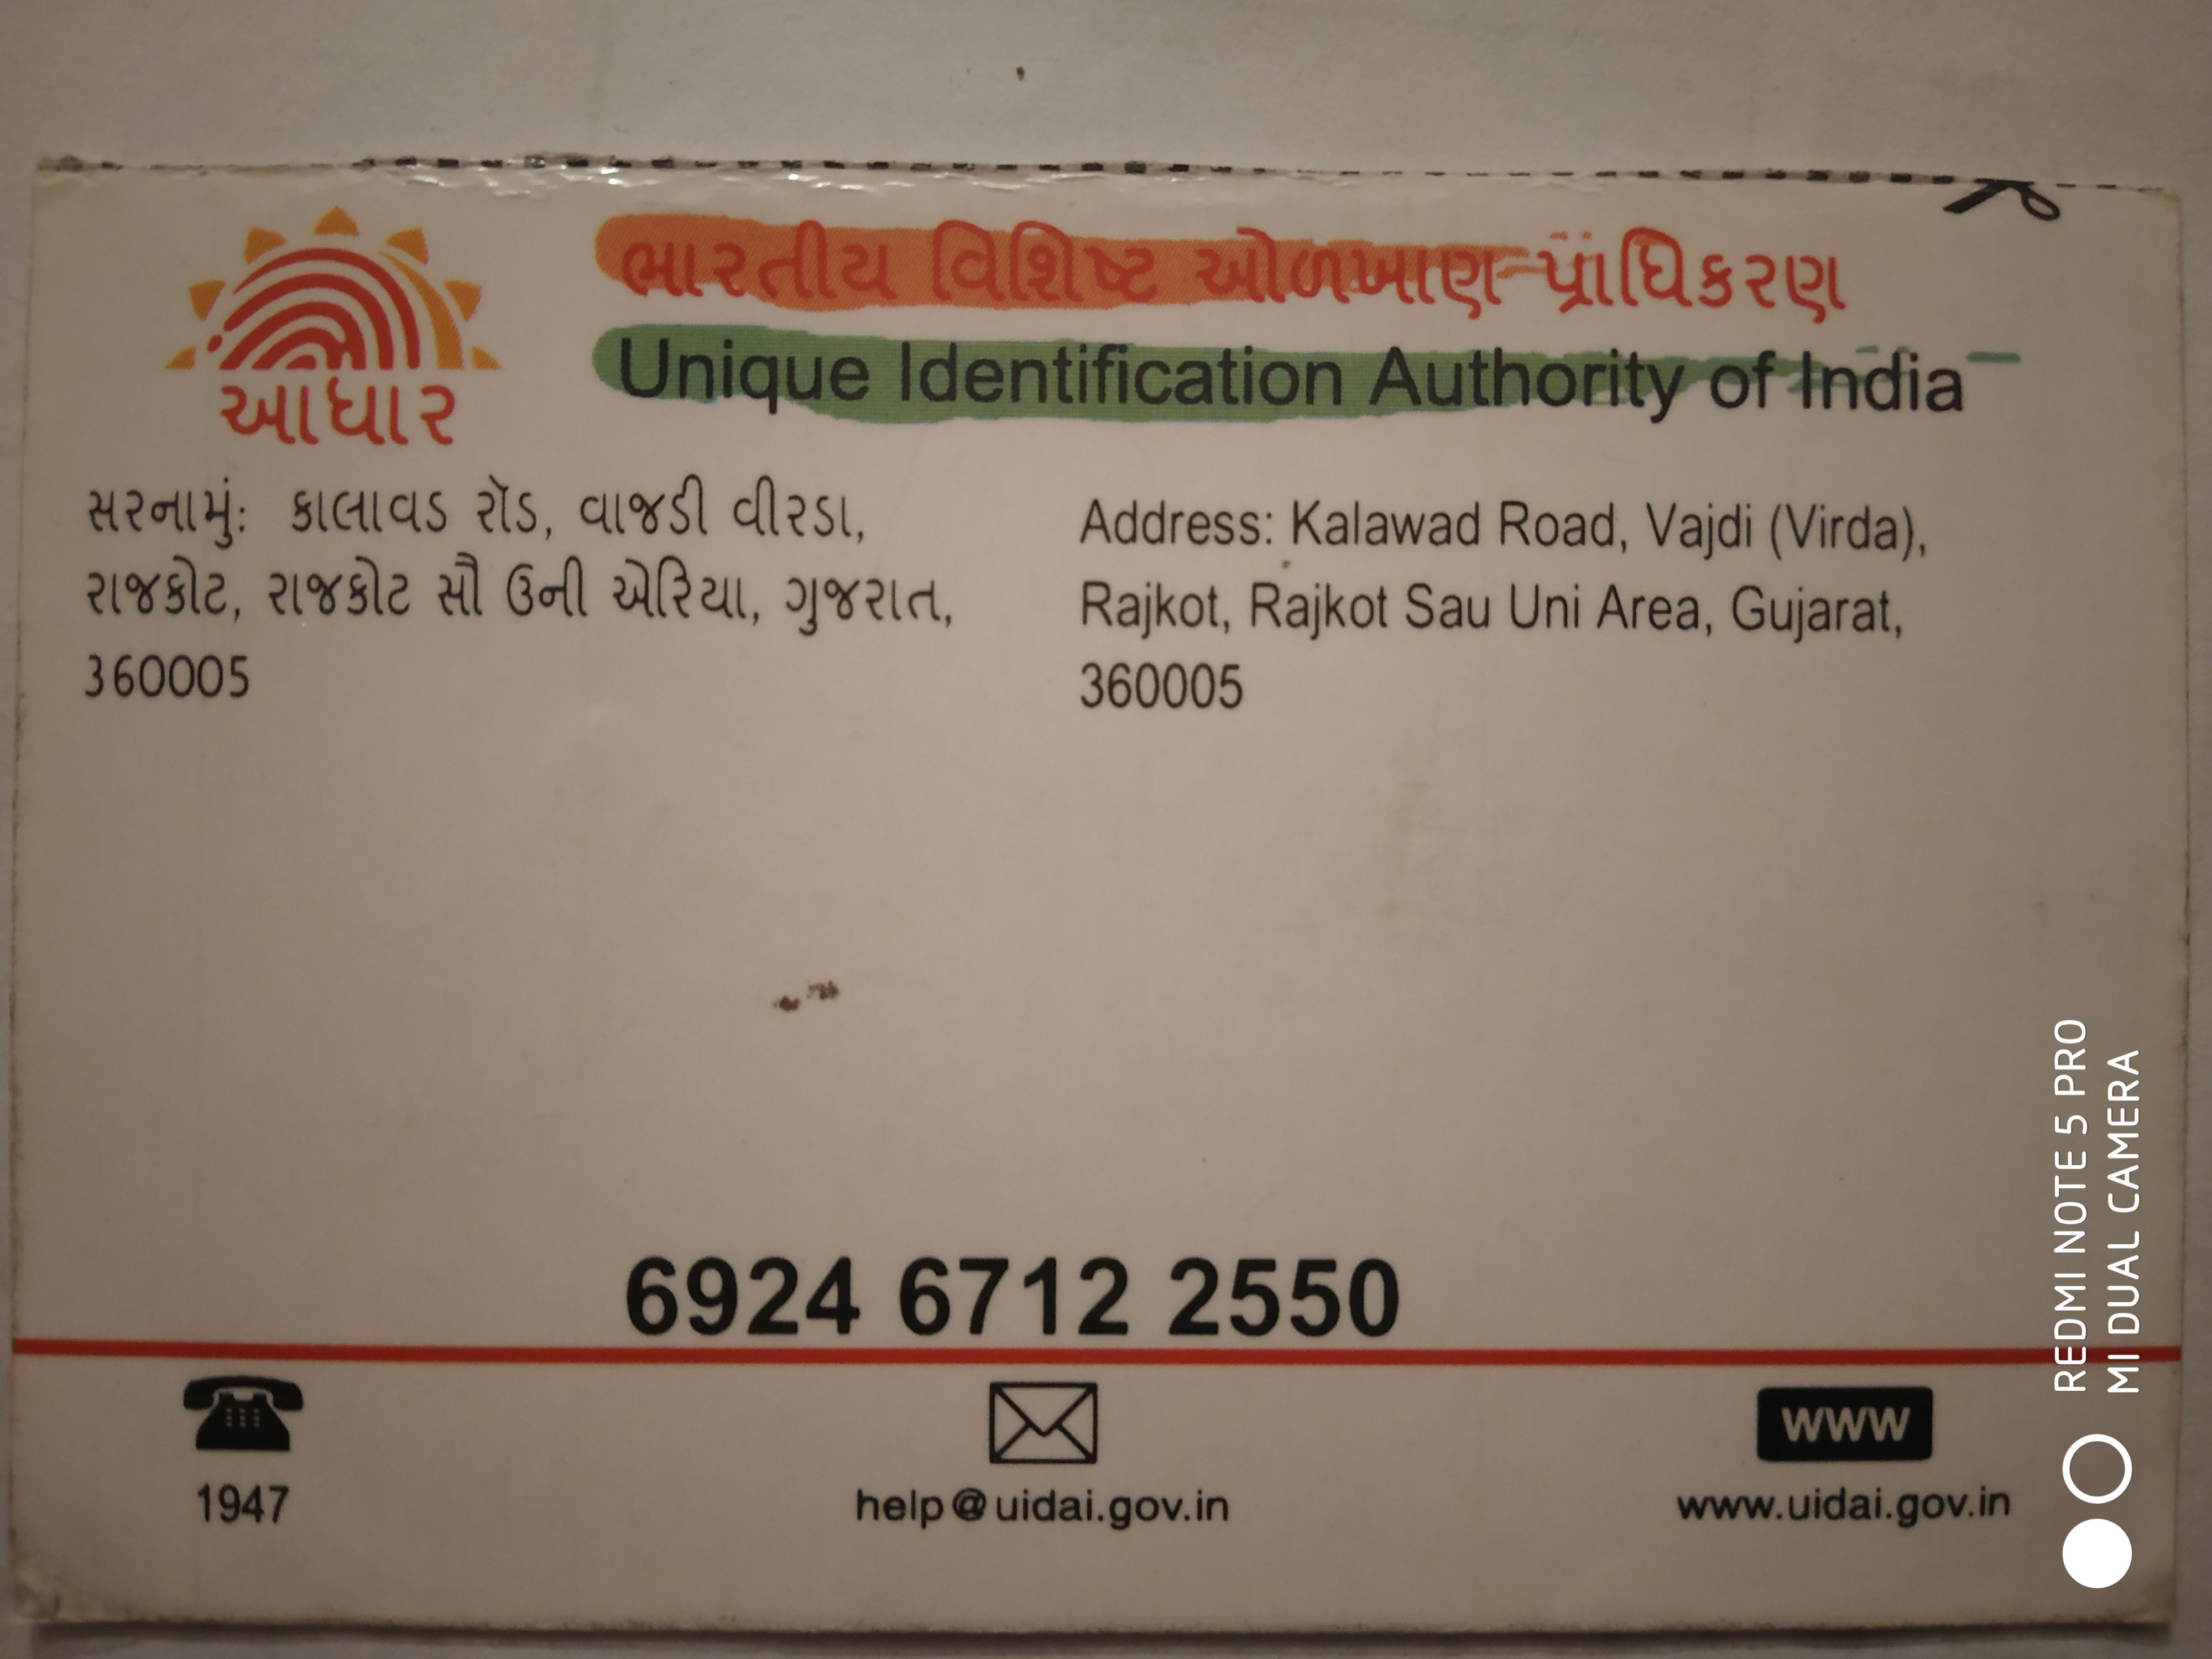 ભારતીય વિશિષ્ટ ઓળખાણ પ્રાધિકરણ
Unique Identification Authority of India
આધાર
સરનામું: કાલાવડ રોડ, વાજડી વીરડા,
રાજકોટ, રાજકોટ સૌ ઉની એરિયા, ગુજરાત,
360005
Address: Kalawad Road, Vajdi (Virda),
Rajkot, Rajkot Sau Uni Area, Gujarat,
360005
6924 6712 2550
1947
help@uidai.gov.in
WWW
www.uidai.gov.in
REDMI NOTE 5 PRO
MI DUAL CAMERA